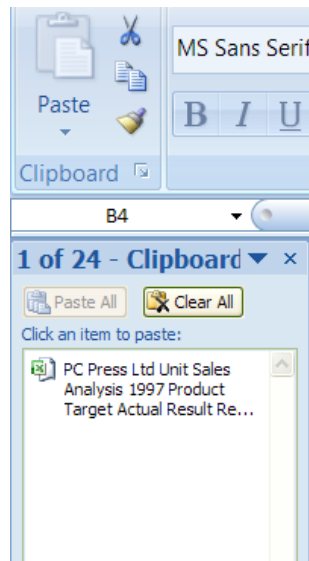 Paste
MS Sans Serif
B I U
Clipboard
B4
1 of 24 - Clipboard
Paste All Clear All
Click an item to paste:
PC Press Ltd Unit Sales
Analysis 1997 Product
Target Actual Result Re...